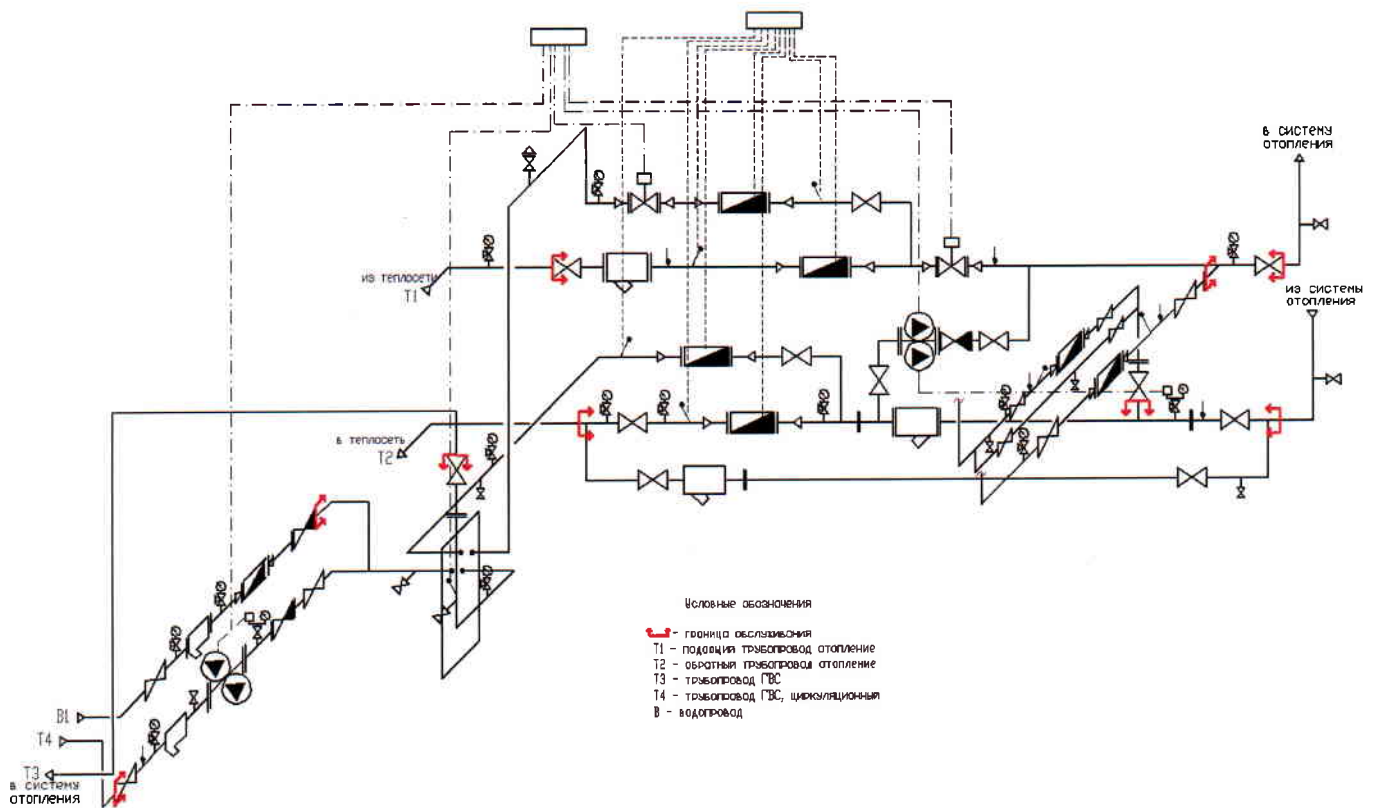 в систему
отопления
из теплосети
Т1
из системы
отопления
в теплосеть
Т2
Условные обозначения
- граница обслуживания
Т1 - подающий трубопровод отопление
Т2 - обратный трубопровод отопление
Т3 - трубопровод ГВС
Т4 - трубопровод ГВС, циркуляционный
В - водопровод
В1
Т4
Т3
в систему
отопления